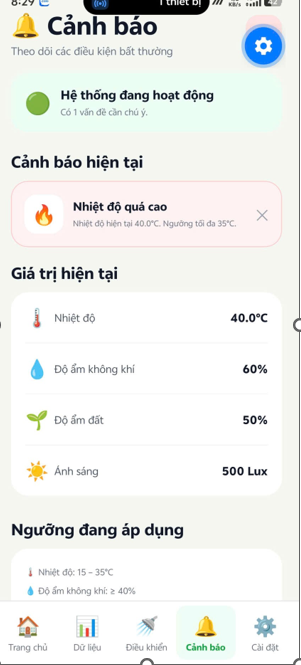 8:29
1 thiết bị
KB/s
42
Cảnh báo
Theo dõi các điều kiện bất thường
Hệ thống đang hoạt động
Có 1 vấn đề cần chú ý.
Cảnh báo hiện tại
Nhiệt độ quá cao
Nhiệt độ hiện tại 40.0°C. Ngưỡng tối đa 35°C.
Giá trị hiện tại
Nhiệt độ 40.0°C
Độ ẩm không khí 60%
Độ ẩm đất 50%
Ánh sáng 500 Lux
Ngưỡng đang áp dụng
Nhiệt độ: 15 – 35°C
Độ ẩm không khí: ≥ 40%
Trang chủ Dữ liệu Điều khiển Cảnh báo Cài đặt